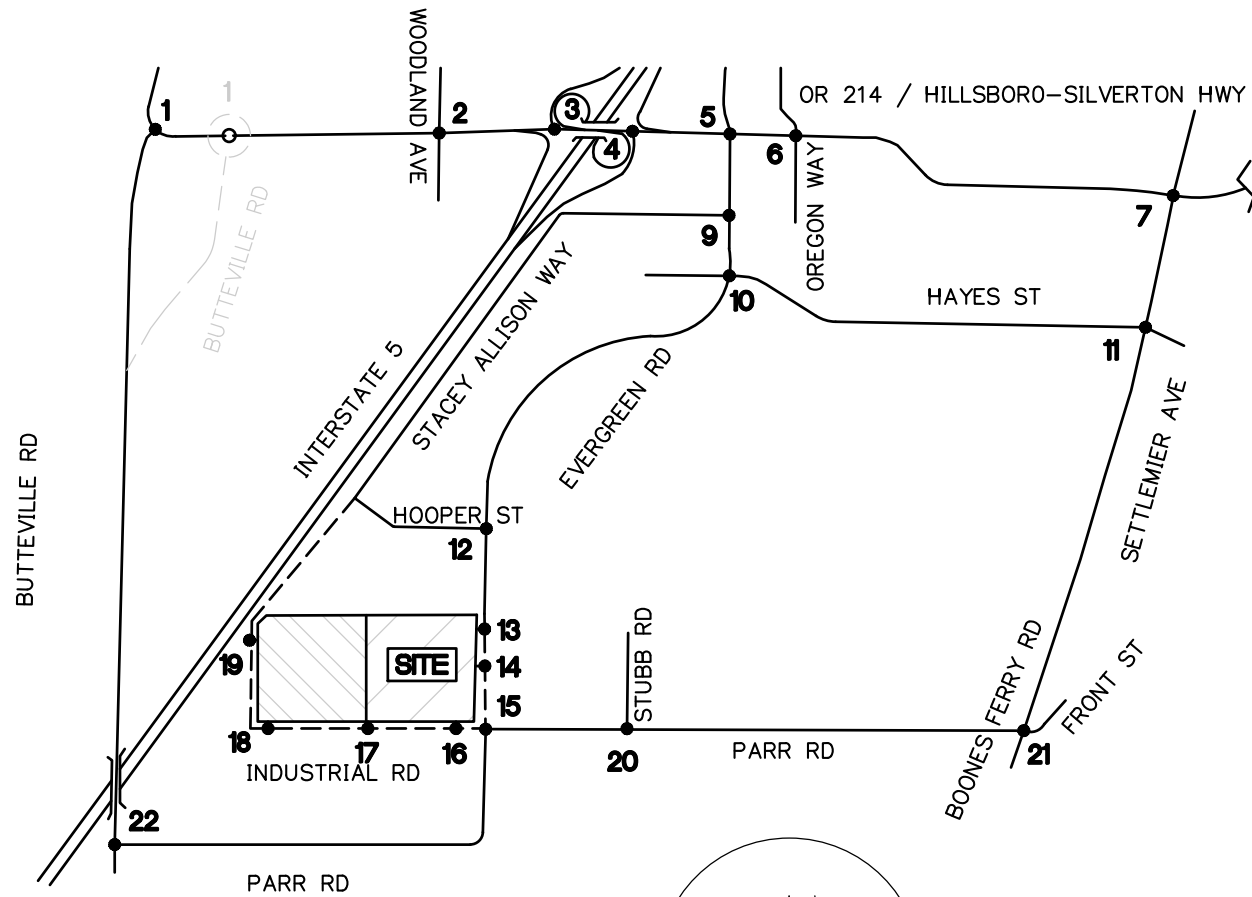 WOODLAND AVE
OR 214 / HILLSBORO-SILVERTON HWY
1
1
2
3
4
5
6
OREGON WAY
7
BUTTEVILLE RD
9
10
HAYES ST
11
INTERSTATE 5
STACEY ALLISON WAY
EVERGREEN RD
SETTLEMIER AVE
BUTTEVILLE RD
HOOPER ST
12
13
SITE
14
19
15
STUBB RD
BOONES FERRY RD
FRONT ST
18
17
16
20
PARR RD
21
INDUSTRIAL RD
22
PARR RD